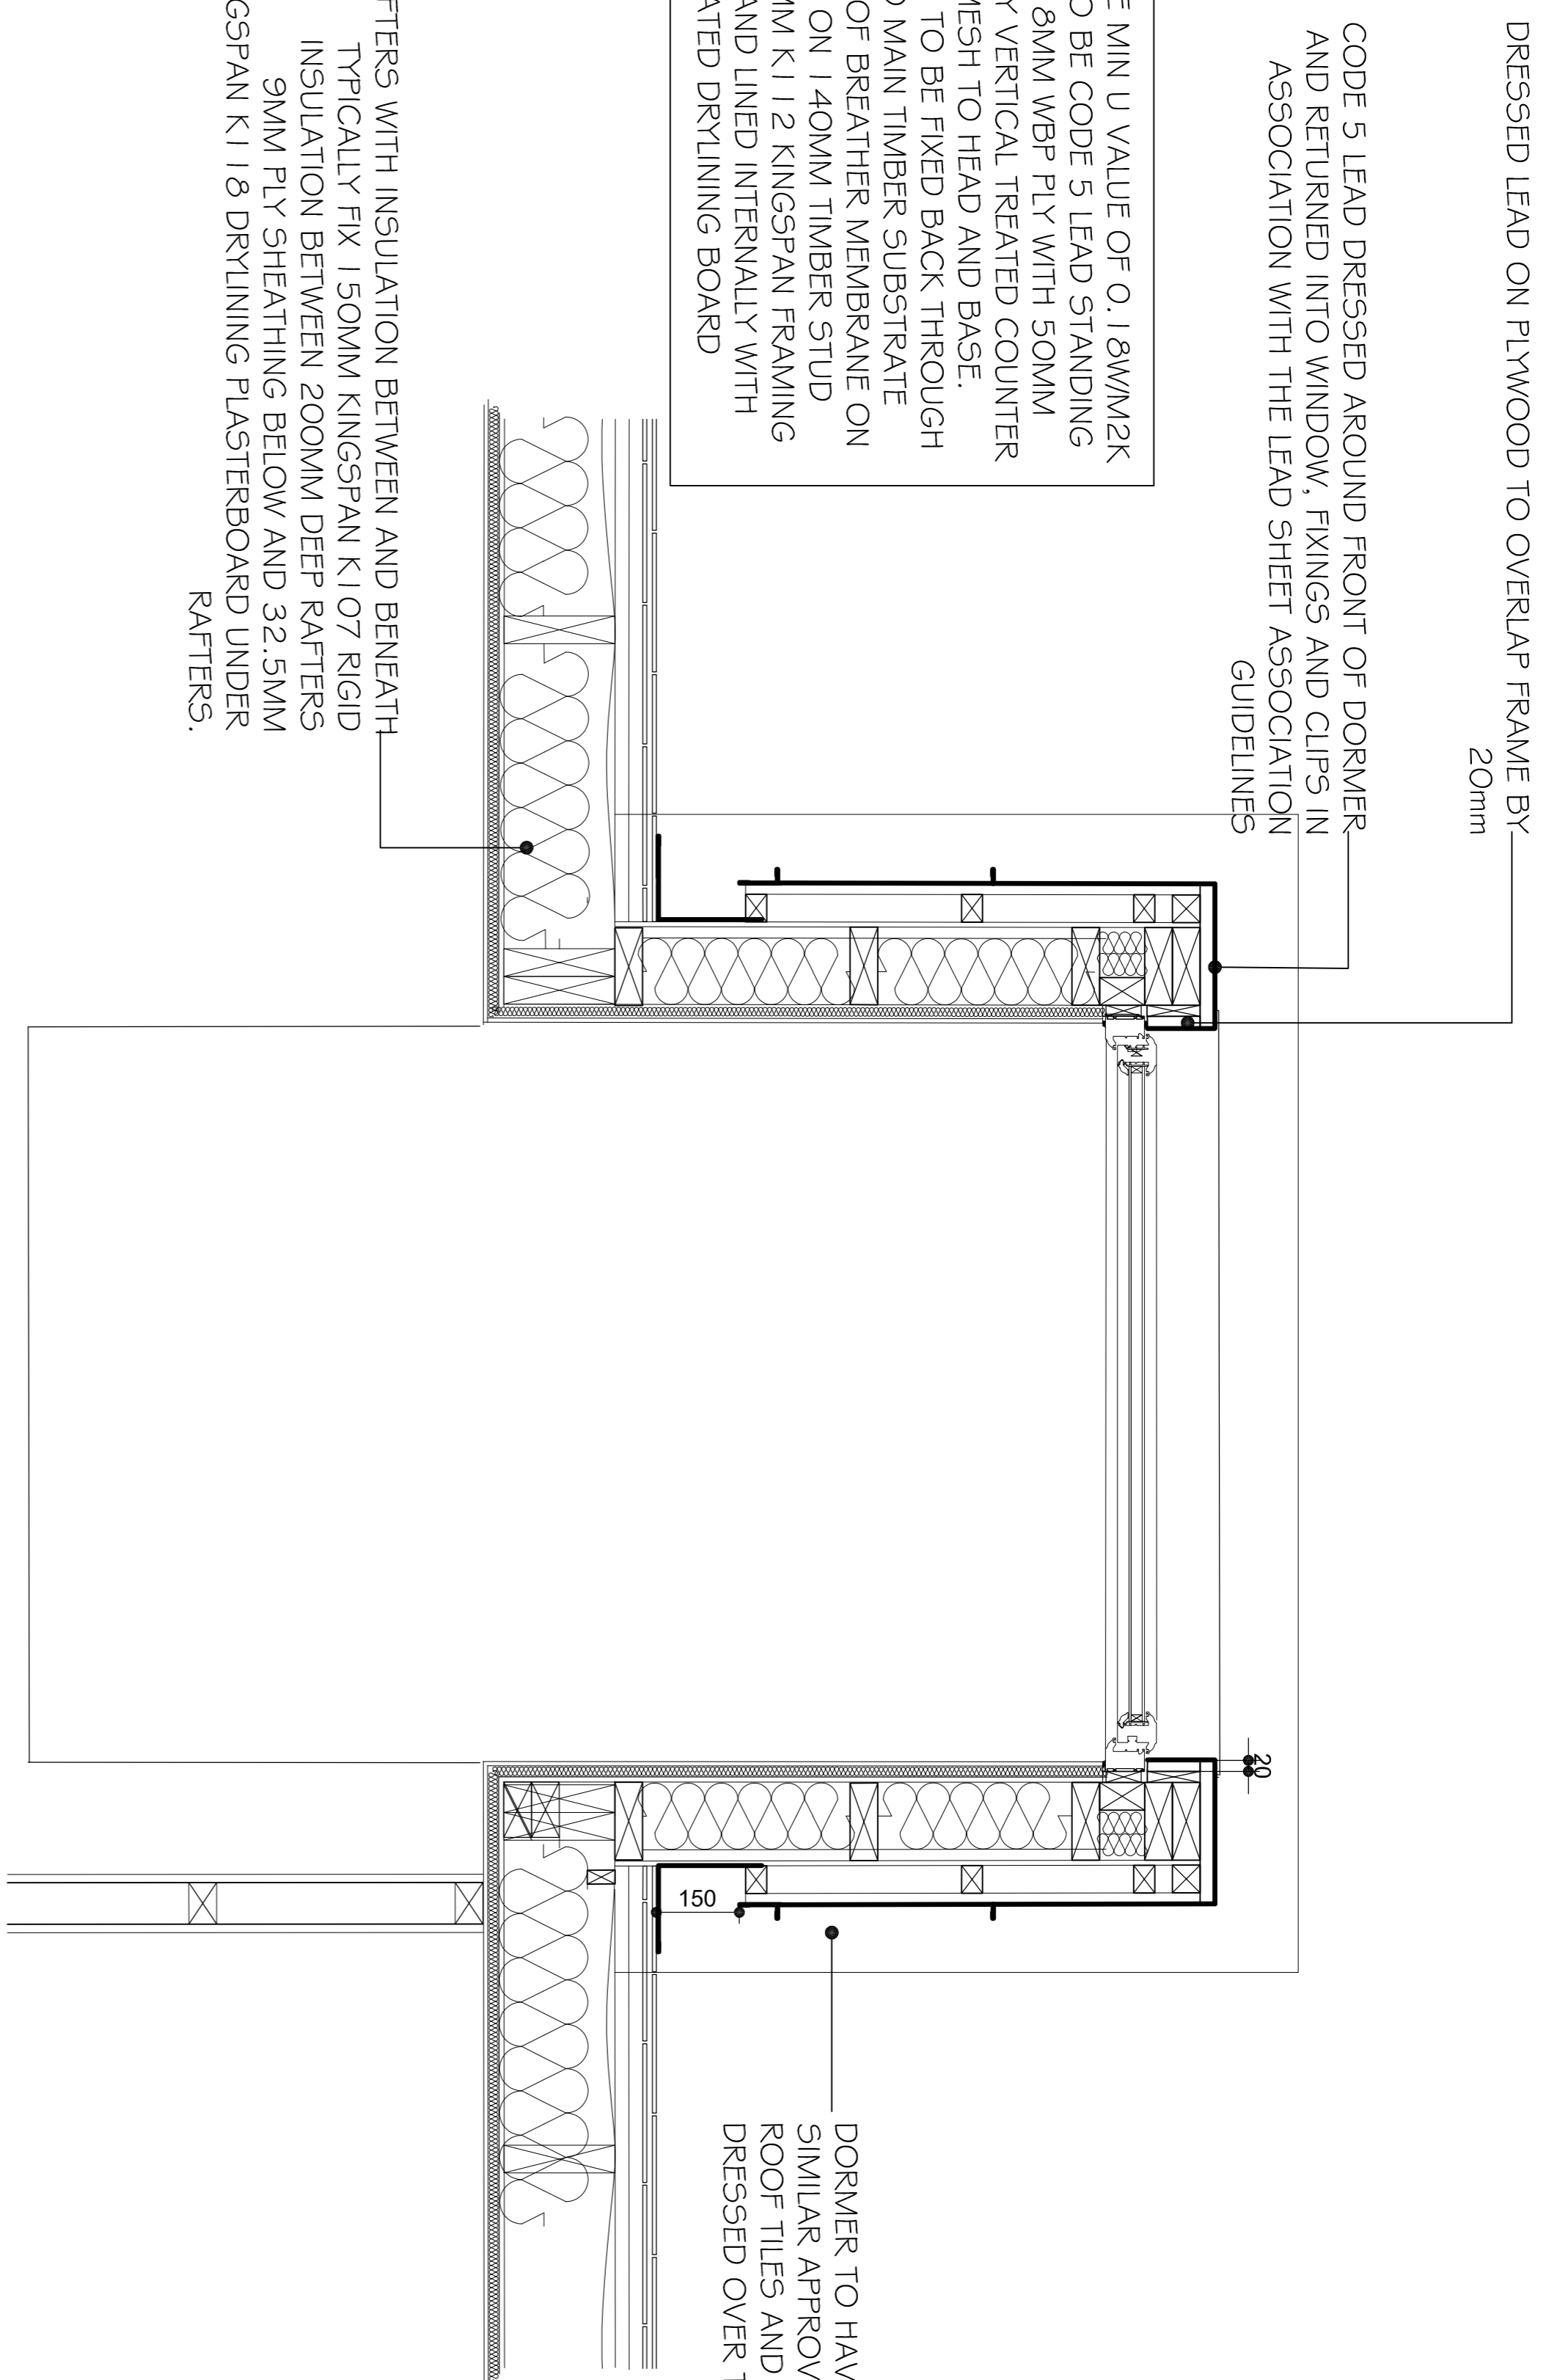 DRESSED LEAD ON PLYWOOD TO OVERLAP FRAME BY
20mm
CODE 5 LEAD DRESSED AROUND FRONT OF DORMER
AND RETURNED INTO WINDOW, FIXINGS AND CLIPS IN
ASSOCIATION WITH THE LEAD SHEET ASSOCIATION
GUIDELINES
MIN U VALUE OF 0.18W/M2K
BE CODE 5 LEAD STANDING
8MM WBP PLY WITH 50MM
VERTICAL TREATED COUNTER
MESH TO HEAD AND BASE.
TO BE FIXED BACK THROUGH
MAIN TIMBER SUBSTRATE
OF BREATHER MEMBRANE ON
ON 140MM TIMBER STUD
MM K112 KINGSPAN FRAMING
AND LINED INTERNALLY WITH
ATED DRYLINING BOARD
FTERS WITH INSULATION BETWEEN AND BENEATH
TYPICALLY FIX 150MM KINGSPAN K107 RIGID
INSULATION BETWEEN 200MM DEEP RAFTERS
9MM PLY SHEATHING BELOW AND 32.5MM
GSPAN K118 DRYLINING PLASTERBOARD UNDER
RAFTERS.
20
150
DORMER TO HAV
SIMILAR APPROV
ROOF TILES AND
DRESSED OVER